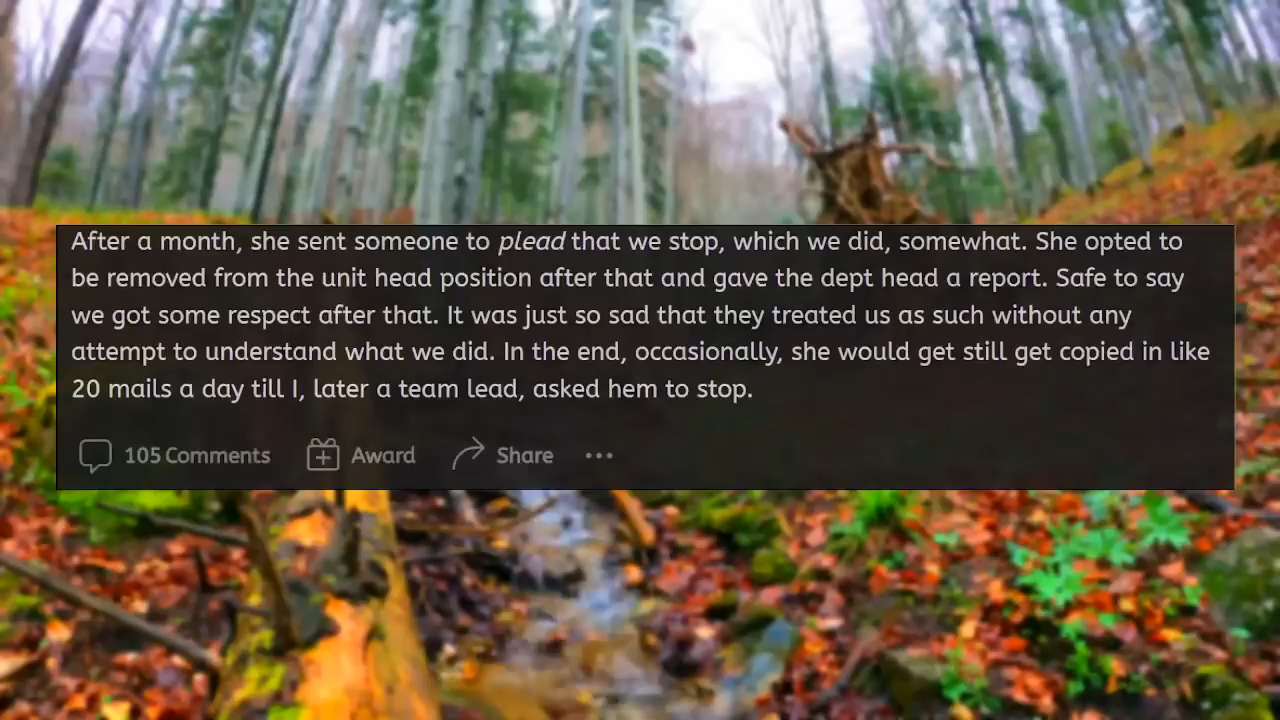 After a month, she sent someone to plead that we stop, which we did, somewhat. She opted to
be removed from the unit head position after that and gave the dept head a report. Safe to say
we got some respect after that. It was just so sad that they treated us as such without any
attempt to understand what we did. In the end, occasionally, she would get still get copied in like
20 mails a day till I, later a team lead, asked hem to stop.
105 Comments Award Share